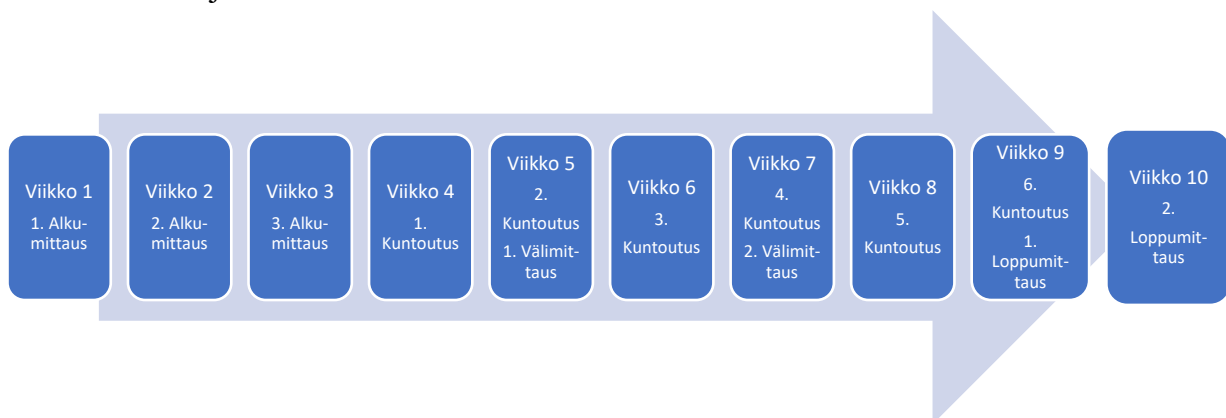 Viikko 1
1. Alku-
mittaus
Viikko 2
2. Alku-
mittaus
Viikko 3
3. Alku-
mittaus
Viikko 4
1.
Kuntoutus
Viikko 5
2.
Kuntoutus
1. Välimit-
taus
Viikko 6
3.
Kuntoutus
Viikko 7
4.
Kuntoutus
2. Välimit-
taus
Viikko 8
5.
Kuntoutus
Viikko 9
6.
Kuntoutus
1.
Loppumit-
taus
Viikko 10
2.
Loppumit-
taus